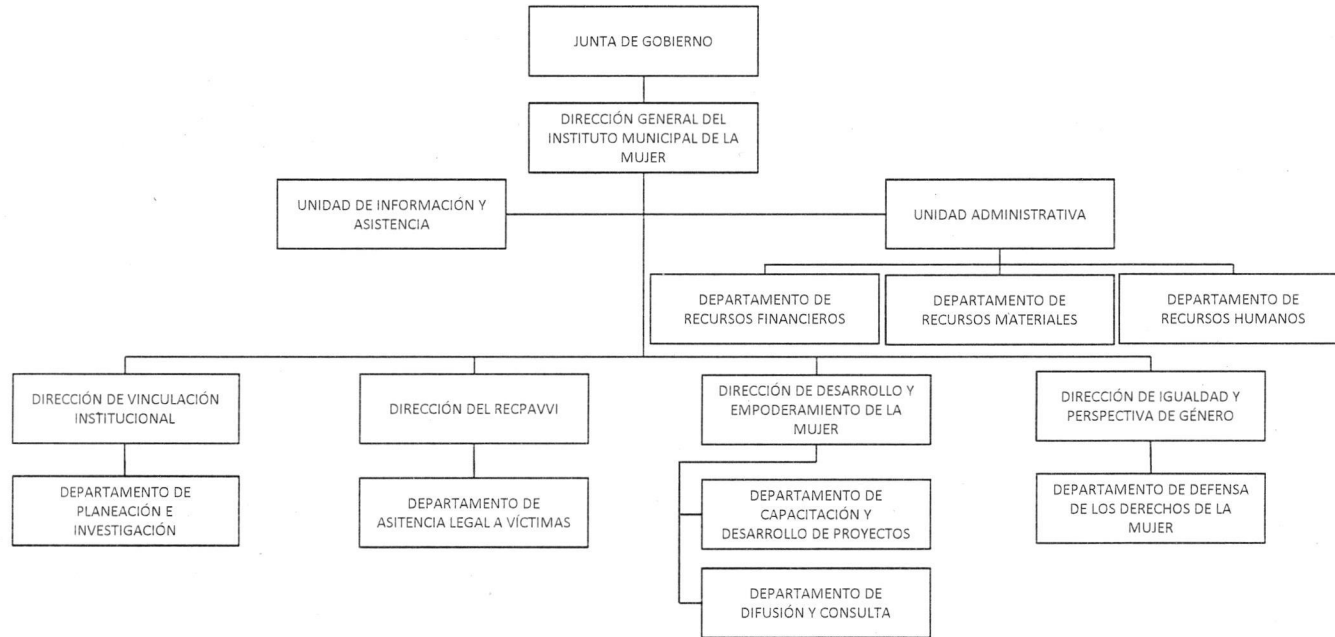 JUNTA DE GOBIERNO
DIRECCIÓN GENERAL DEL
INSTITUTO MUNICIPAL DE LA
MUJER
UNIDAD DE INFORMACIÓN Y
ASISTENCIA
UNIDAD ADMINISTRATIVA
DEPARTAMENTO DE
RECURSOS FINANCIEROS
DEPARTAMENTO DE
RECURSOS MATERIALES
DEPARTAMENTO DE
RECURSOS HUMANOS
DIRECCIÓN DE VINCULACIÓN
INSTITUCIONAL
DIRECCIÓN DEL RECPAVVI
DIRECCIÓN DE DESARROLLO Y
EMPODERAMIENTO DE LA
MUJER
DIRECCIÓN DE IGUALDAD Y
PERSPECTIVA DE GÉNERO
DEPARTAMENTO DE
PLANEACIÓN E
INVESTIGACIÓN
DEPARTAMENTO DE
ASITENCIA LEGAL A VÍCTIMAS
DEPARTAMENTO DE
CAPACITACIÓN Y
DESARROLLO DE PROYECTOS
DEPARTAMENTO DE DEFENSA
DE LOS DERECHOS DE LA
MUJER
DEPARTAMENTO DE
DIFUSIÓN Y CONSULTA